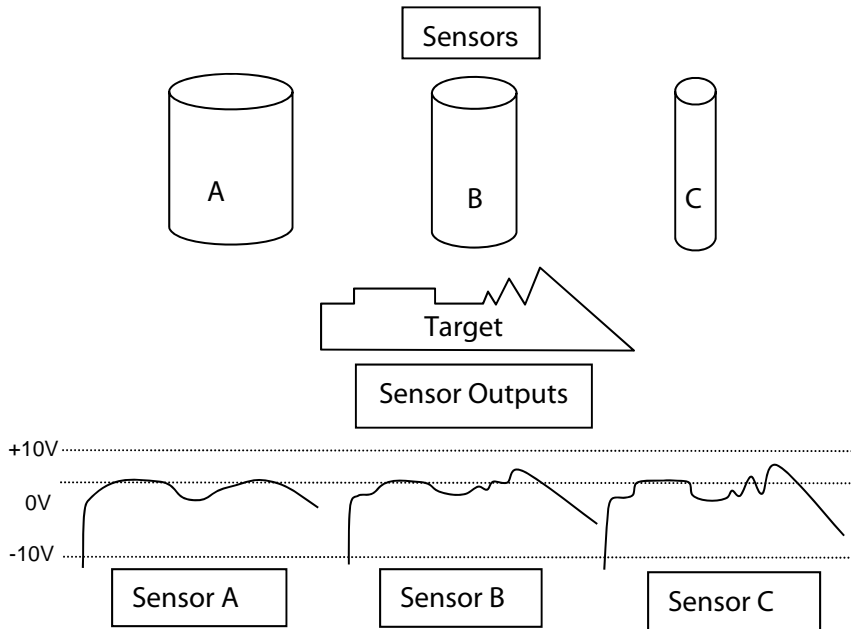 Sensors
A
B
C
Target
Sensor Outputs
+10V
0V
-10V
Sensor A
Sensor B
Sensor C